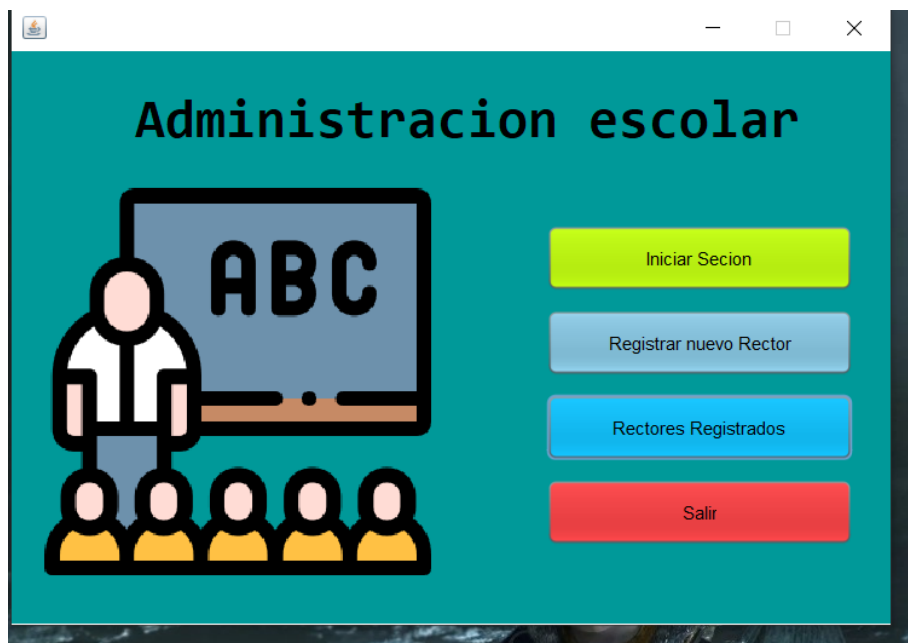 Administracion escolar
ABC
Iniciar Secion
Registrar nuevo Rector
Rectores Registrados
Salir